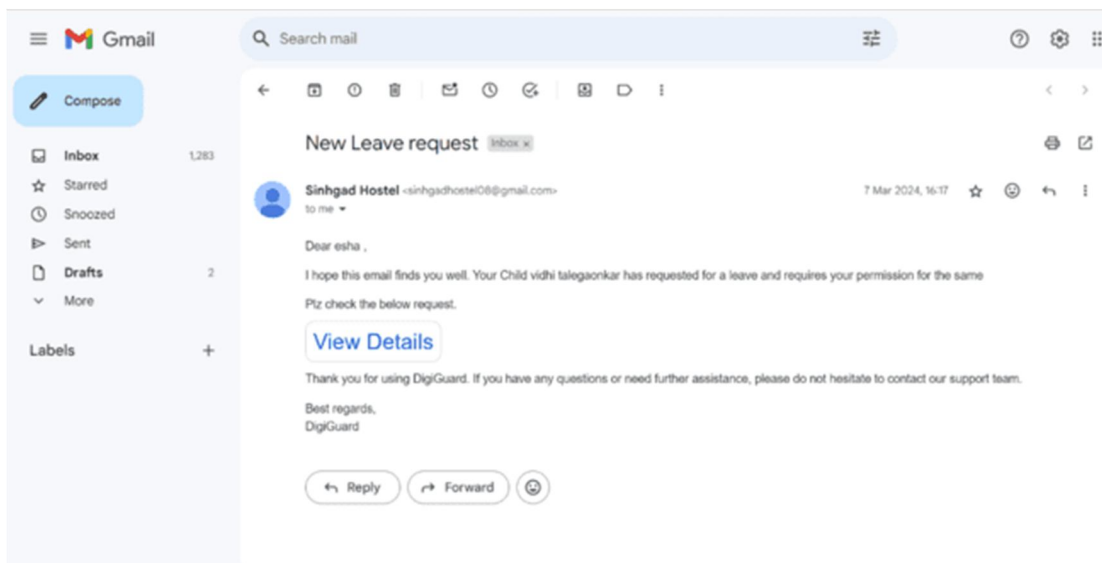 Gmail
Search mail
Compose
Inbox 1,283
Starred
Snoozed
Sent
Drafts 2
More
Labels +
New Leave request Inbox x
Sinhgad Hostel <sinhgadhostel08@gmail.com> 7 Mar 2024, 16:17
to me
Dear esha ,
I hope this email finds you well. Your Child vidhi talegaonkar has requested for a leave and requires your permission for the same
Plz check the below request.
View Details
Thank you for using DigiGuard. If you have any questions or need further assistance, please do not hesitate to contact our support team.
Best regards,
DigiGuard
Reply Forward